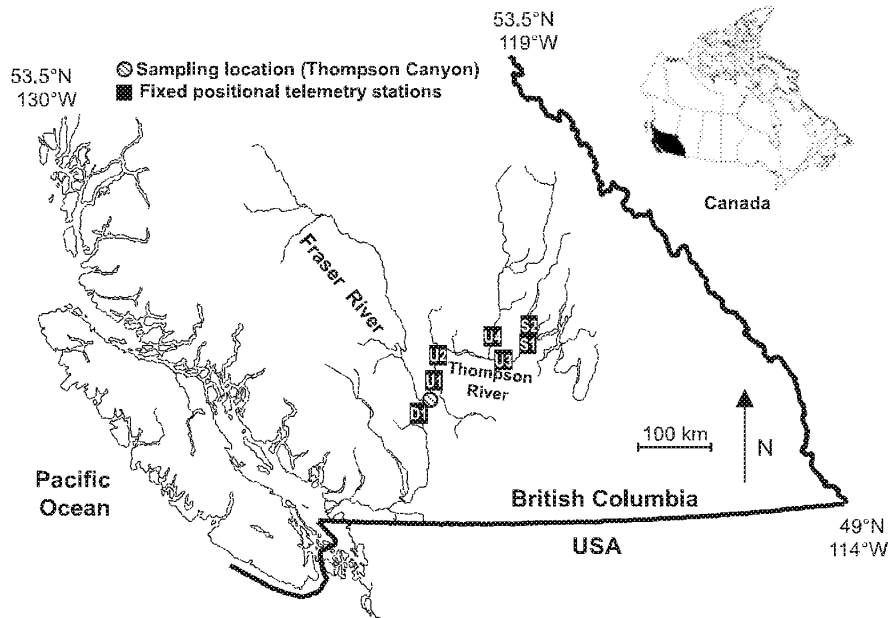 53.5°N
119°W
Sampling location (Thompson Canyon)
Fixed positional telemetry stations
53.5°N
130°W
Canada
Fraser River
U4
S2
S1
U2
U3
Thompson
River
U1
D1
100 km
N
Pacific
Ocean
British Columbia
USA
49°N
114°W